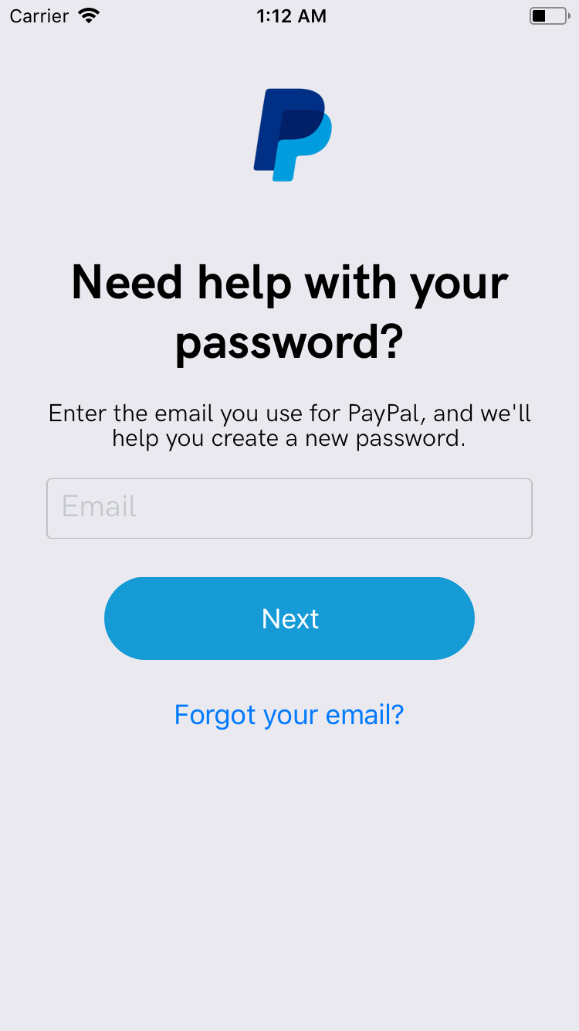 Carrier 1:12 AM
Need help with your
password?
Enter the email you use for PayPal, and we'll
help you create a new password.
Email
Next
Forgot your email?